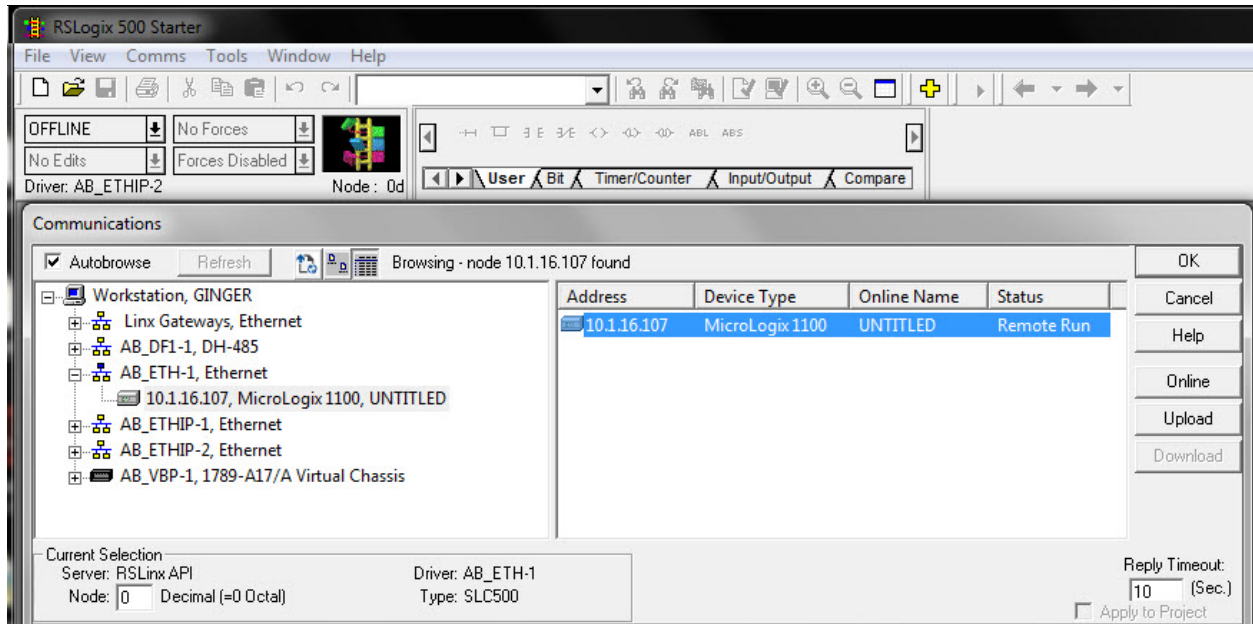 RSLogix 500 Starter
File View Comms Tools Window Help
OFFLINE No Forces
No Edits Forces Disabled
Driver: AB_ETHIP-2 Node : 0d
ABL ABS
User Bit Timer/Counter Input/Output Compare
Communications
Autobrowse Refresh Browsing - node 10.1.16.107 found
OK
Cancel
Help
Online
Upload
Download
Workstation, GINGER
Linx Gateways, Ethernet
AB_DF1-1, DH-485
AB_ETH-1, Ethernet
10.1.16.107, MicroLogix 1100, UNTITLED
AB_ETHIP-1, Ethernet
AB_ETHIP-2, Ethernet
AB_VBP-1, 1789-A17/A Virtual Chassis
Address Device Type Online Name Status
10.1.16.107 MicroLogix 1100 UNTITLED Remote Run
Current Selection
Server: RSLinx API Driver: AB_ETH-1
Node: 0 Decimal (=0 Octal) Type: SLC500
Reply Timeout:
10 (Sec.)
Apply to Project